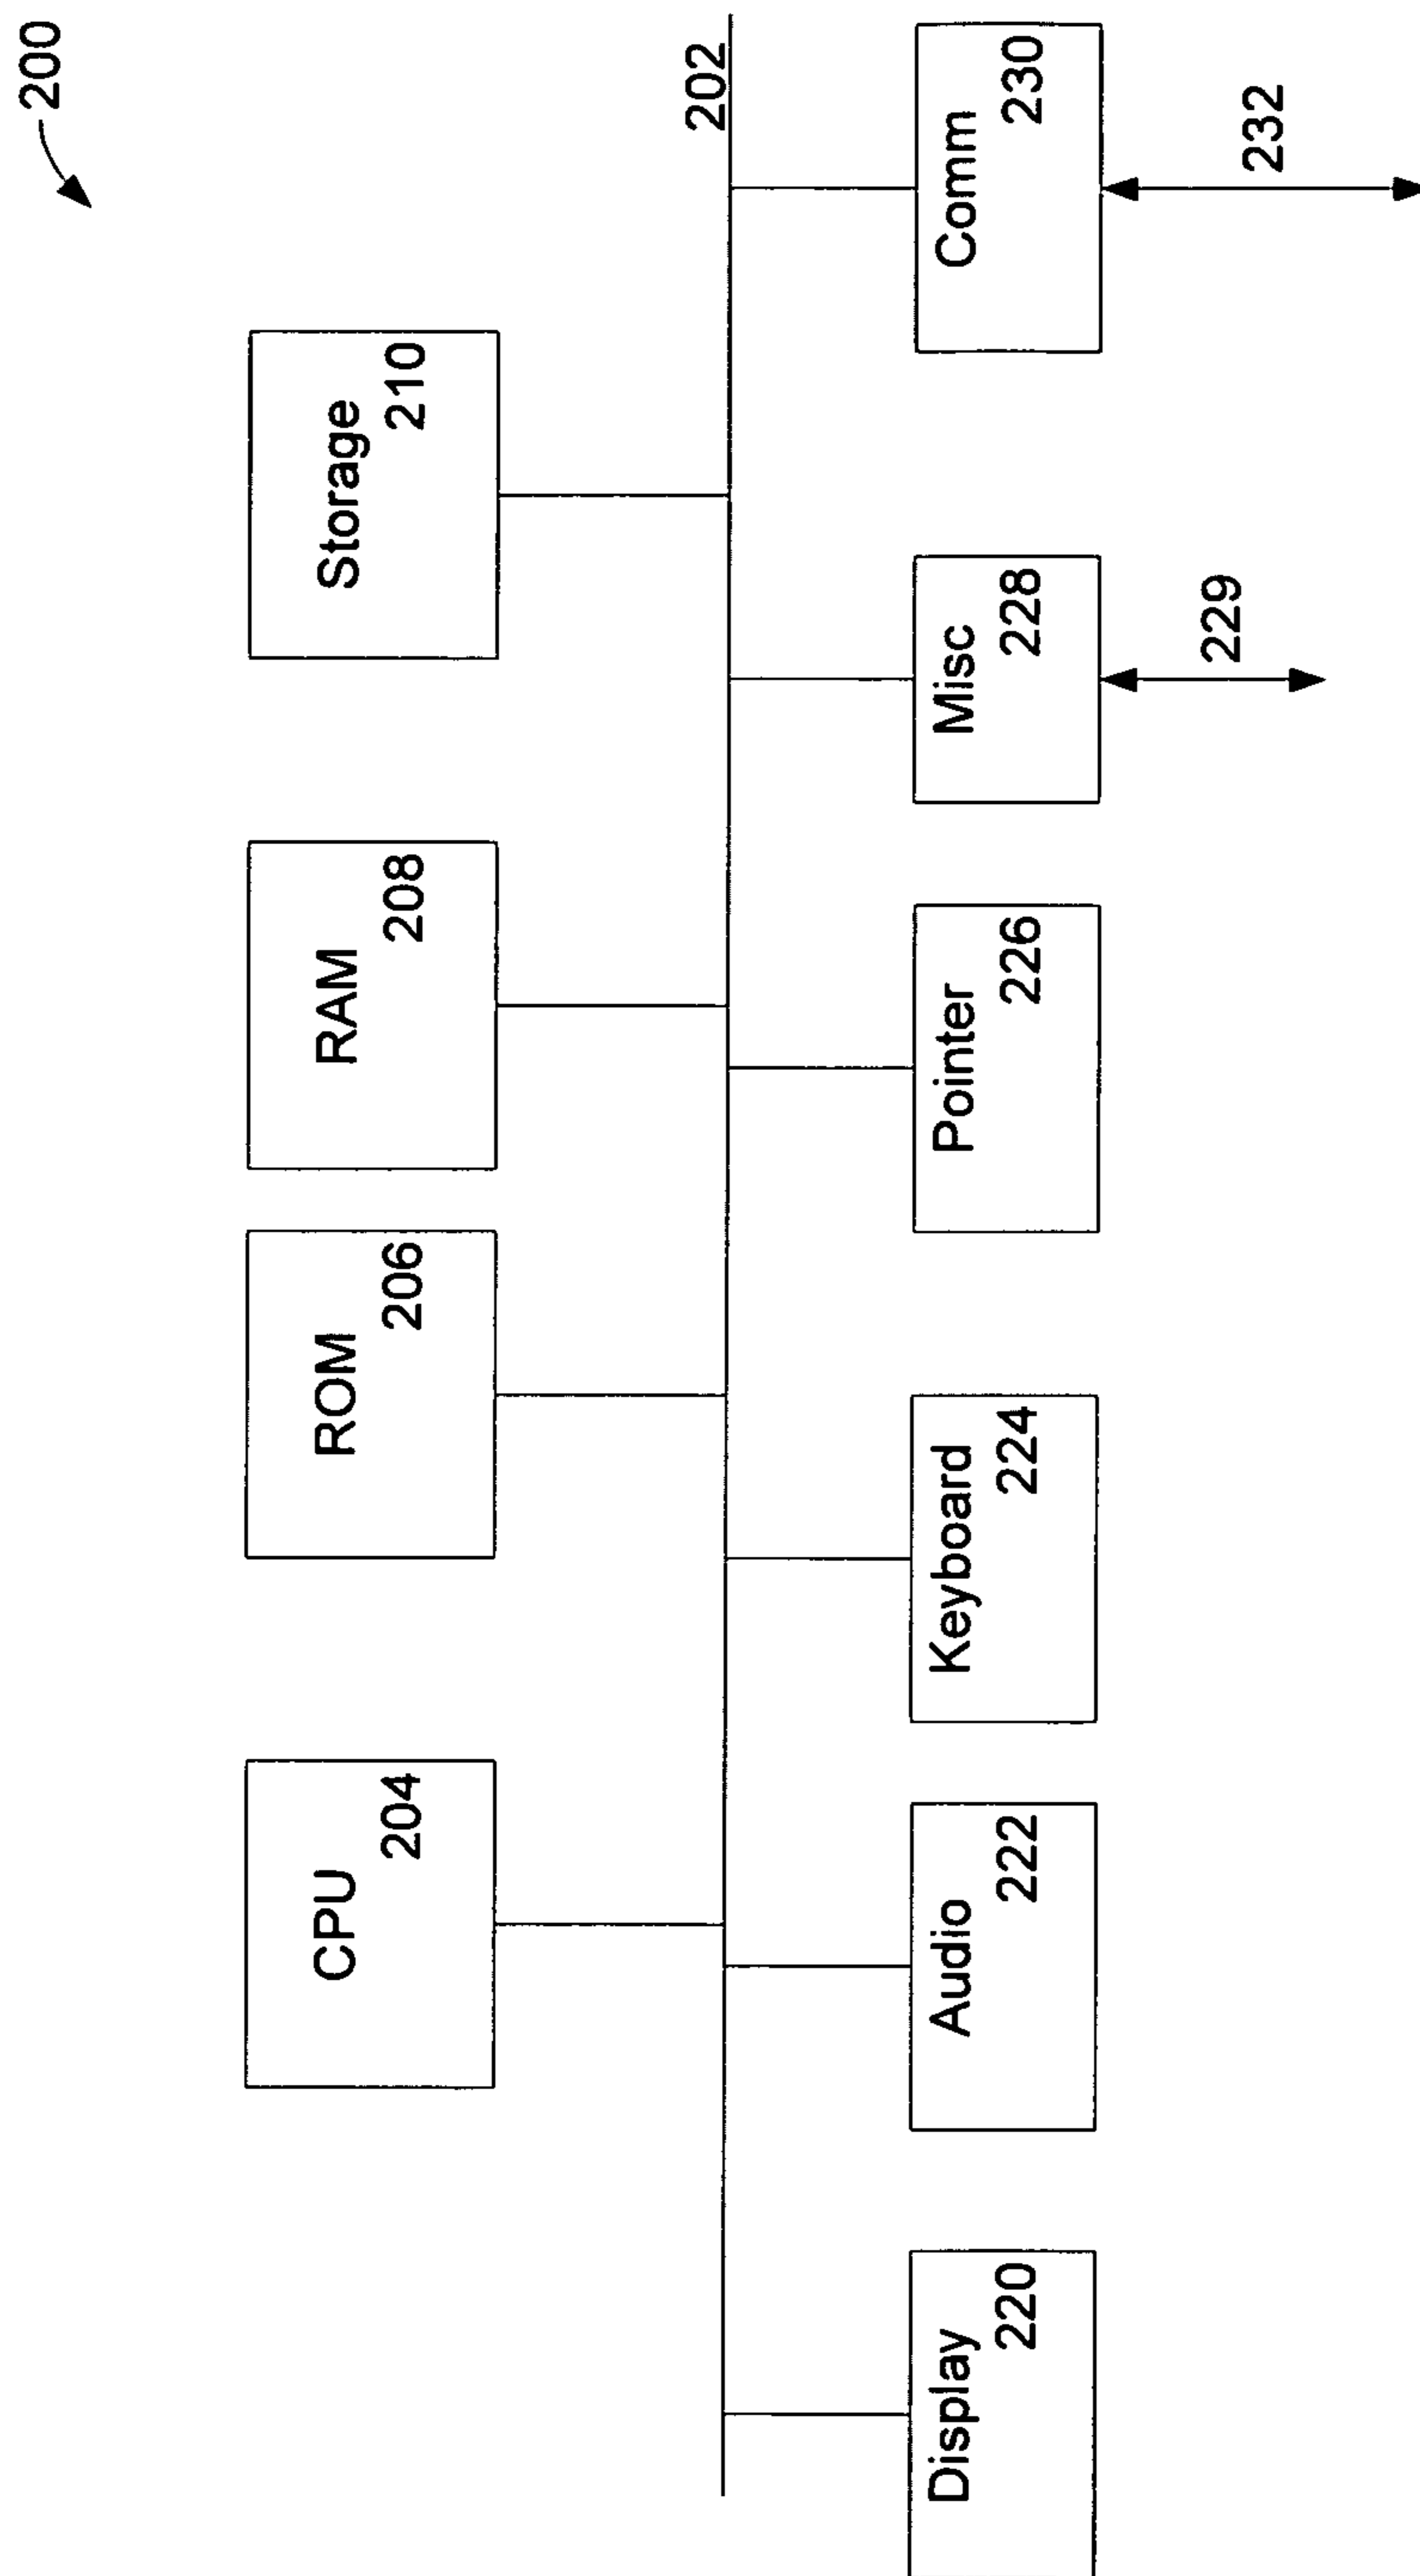 200
CPU
204
ROM
206
RAM
208
Storage
210
202
Display
220
Audio
222
Keyboard
224
Pointer
226
Misc
228
Comm
230
229
232